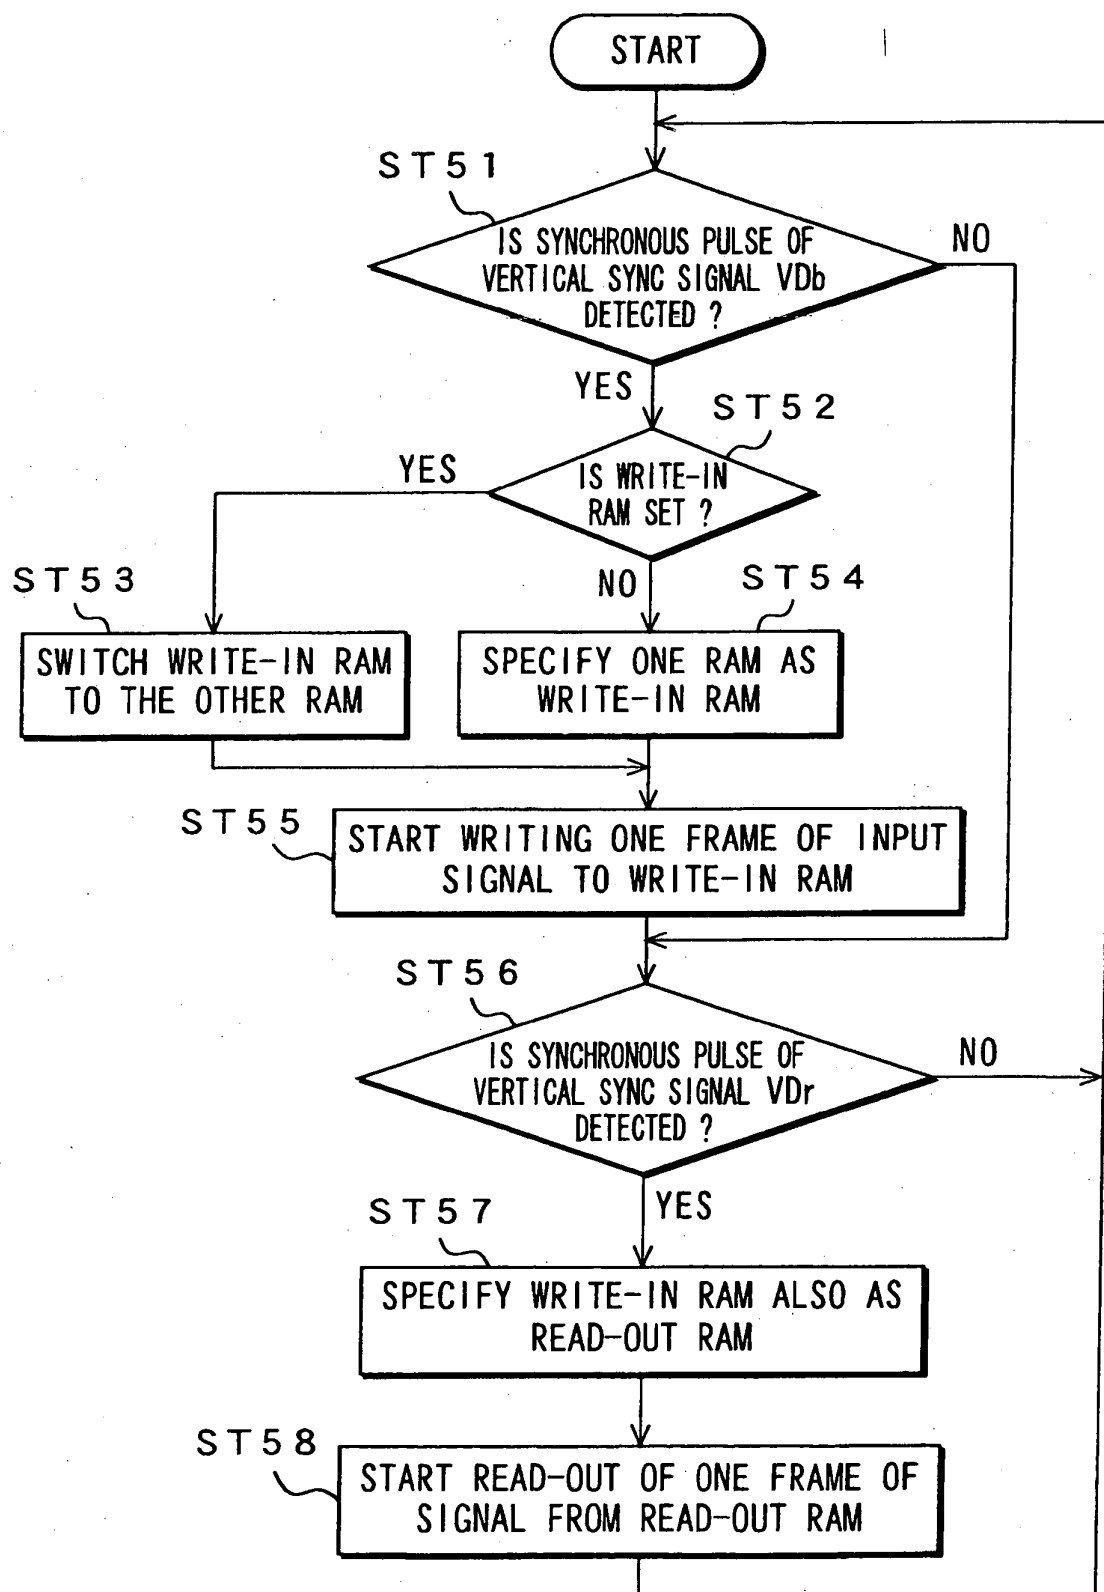 START
ST51
IS SYNCHRONOUS PULSE OF
VERTICAL SYNC SIGNAL VDb
DETECTED ?
NO
YES
ST52
IS WRITE-IN
RAM SET ?
YES
NO
ST53
SWITCH WRITE-IN RAM
TO THE OTHER RAM
ST54
SPECIFY ONE RAM AS
WRITE-IN RAM
ST55
START WRITING ONE FRAME OF INPUT
SIGNAL TO WRITE-IN RAM
ST56
IS SYNCHRONOUS PULSE OF
VERTICAL SYNC SIGNAL VDr
DETECTED ?
NO
YES
ST57
SPECIFY WRITE-IN RAM ALSO AS
READ-OUT RAM
ST58
START READ-OUT OF ONE FRAME OF
SIGNAL FROM READ-OUT RAM